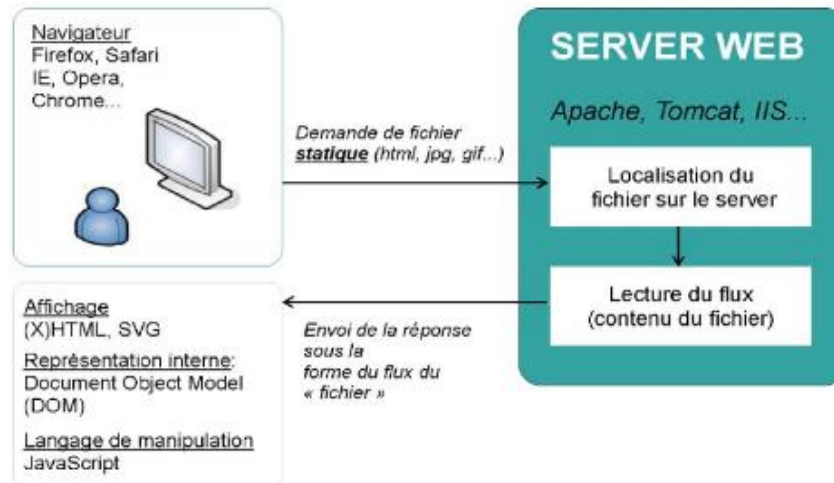 Navigateur
Firefox, Safari
IE, Opera,
Chrome...
Demande de fichier
statique (html, jpg, gif...)
SERVER WEB
Apache, Tomcat, IIS...
Localisation du
fichier sur le server
Lecture du flux
(contenu du fichier)
Envoi de la réponse
sous la
forme du flux du
« fichier »
Affichage
(X)HTML, SVG
Représentation interne:
Document Object Model
(DOM)
Langage de manipulation
JavaScript